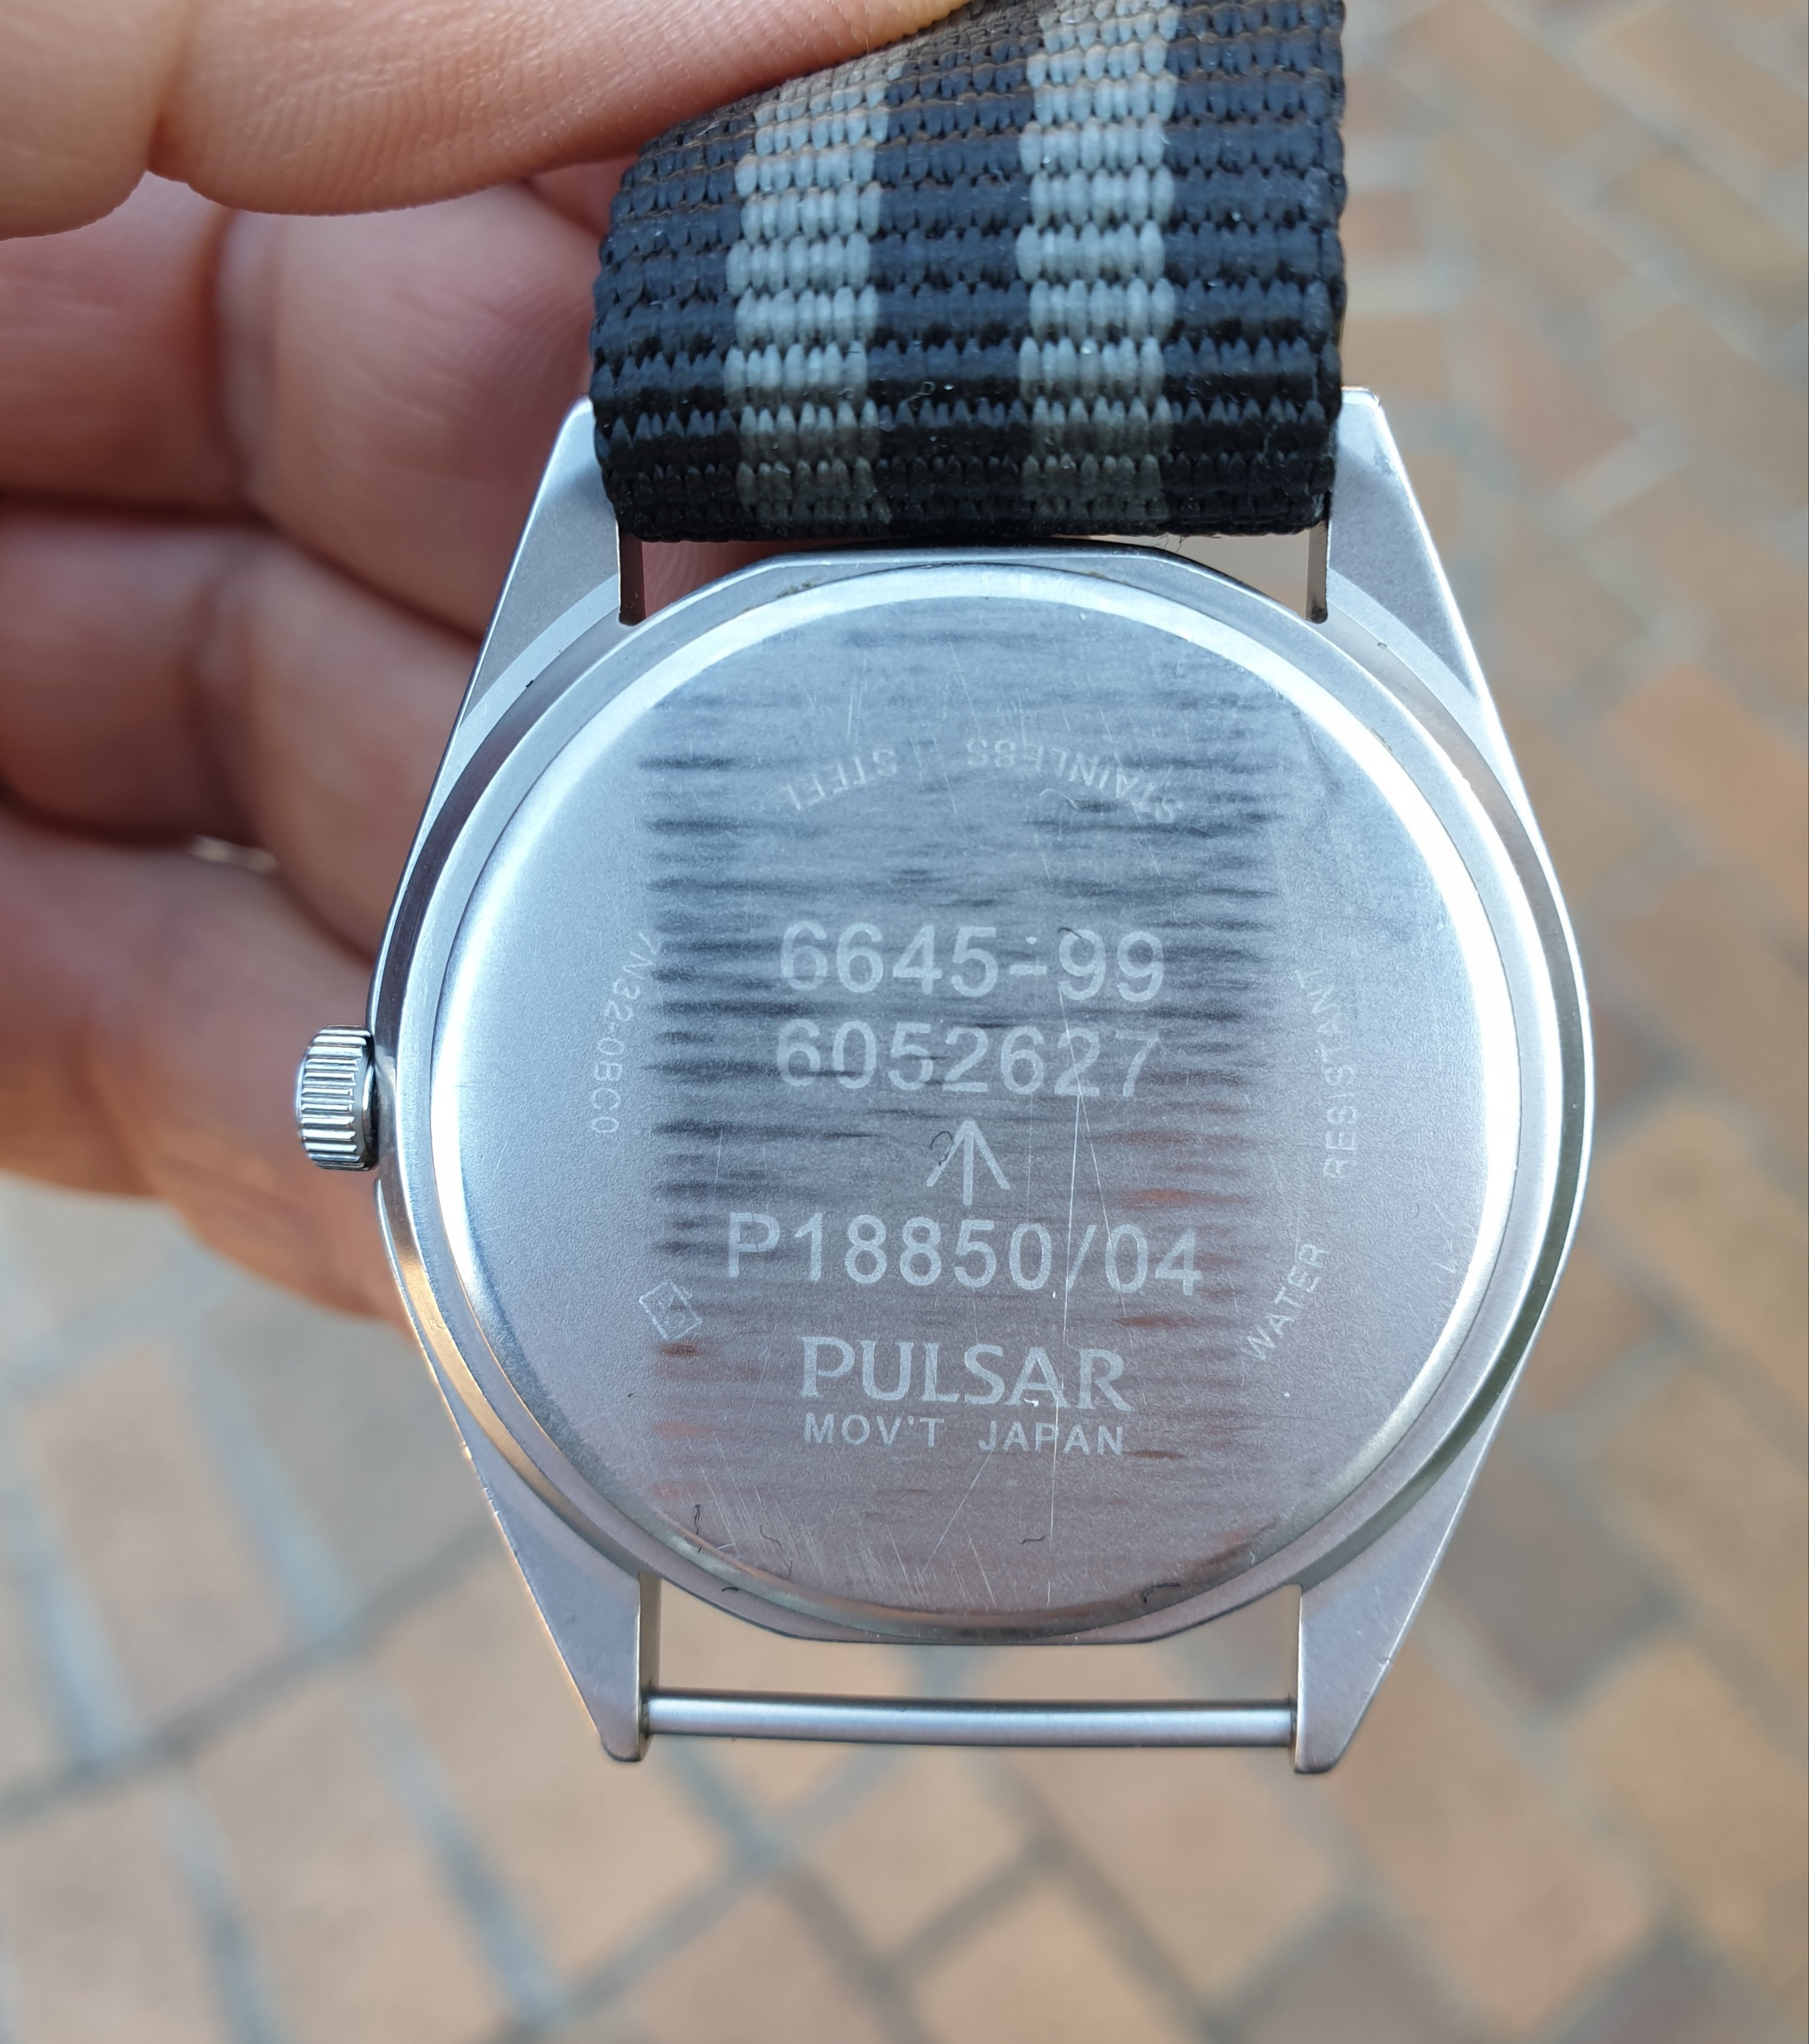 STAINLESS STEEL
6645-99
6052627
P18850/04
PULSAR
MOV'T JAPAN
7N32-0BC0
WATER RESISTANT